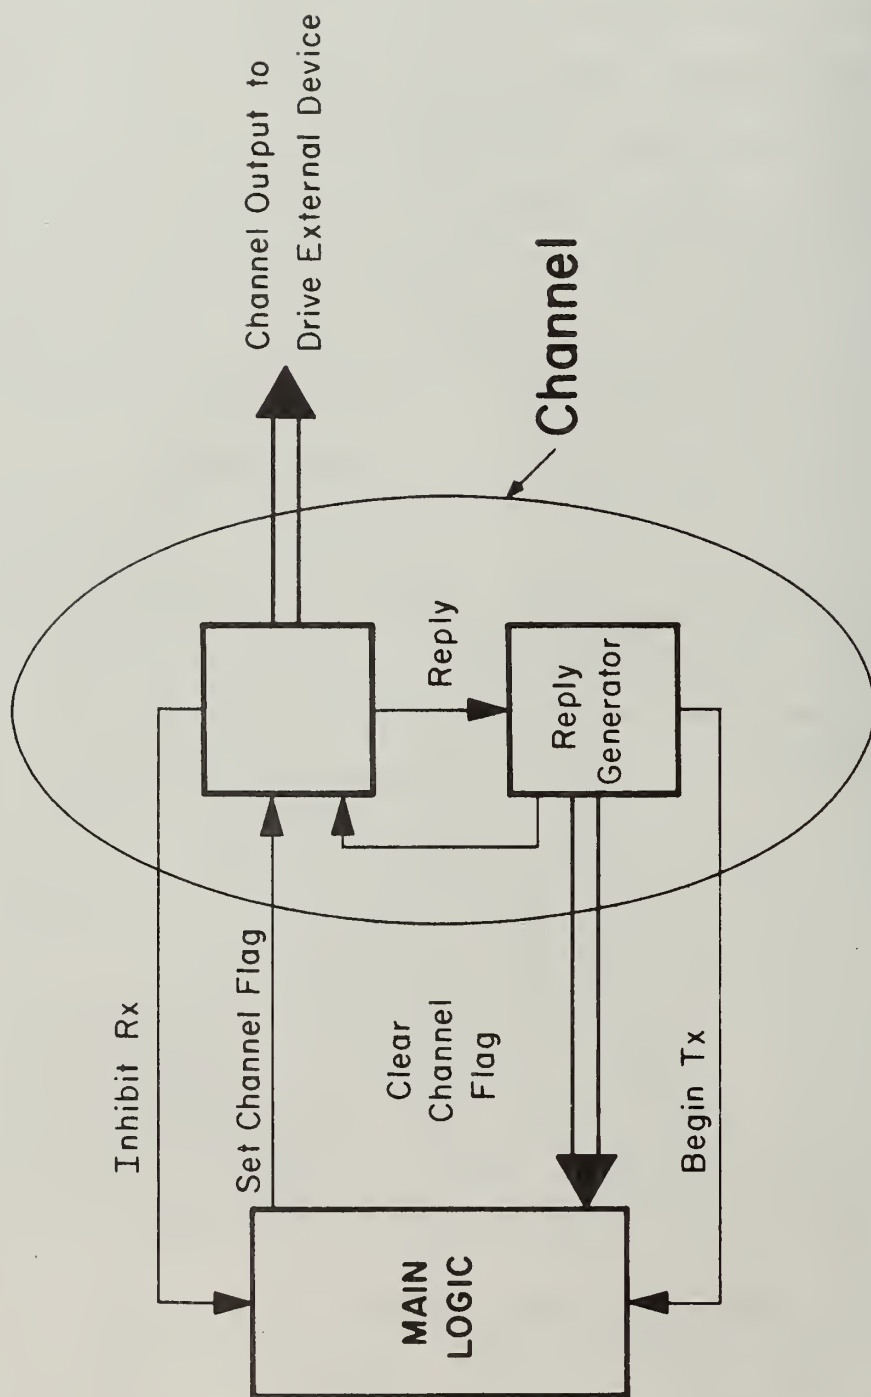 Inhibit Rx
Channel Output to
Drive External Device
Set Channel Flag
Reply
Channel
Clear
Channel
Flag
MAIN
LOGIC
Reply
Generator
Begin Tx